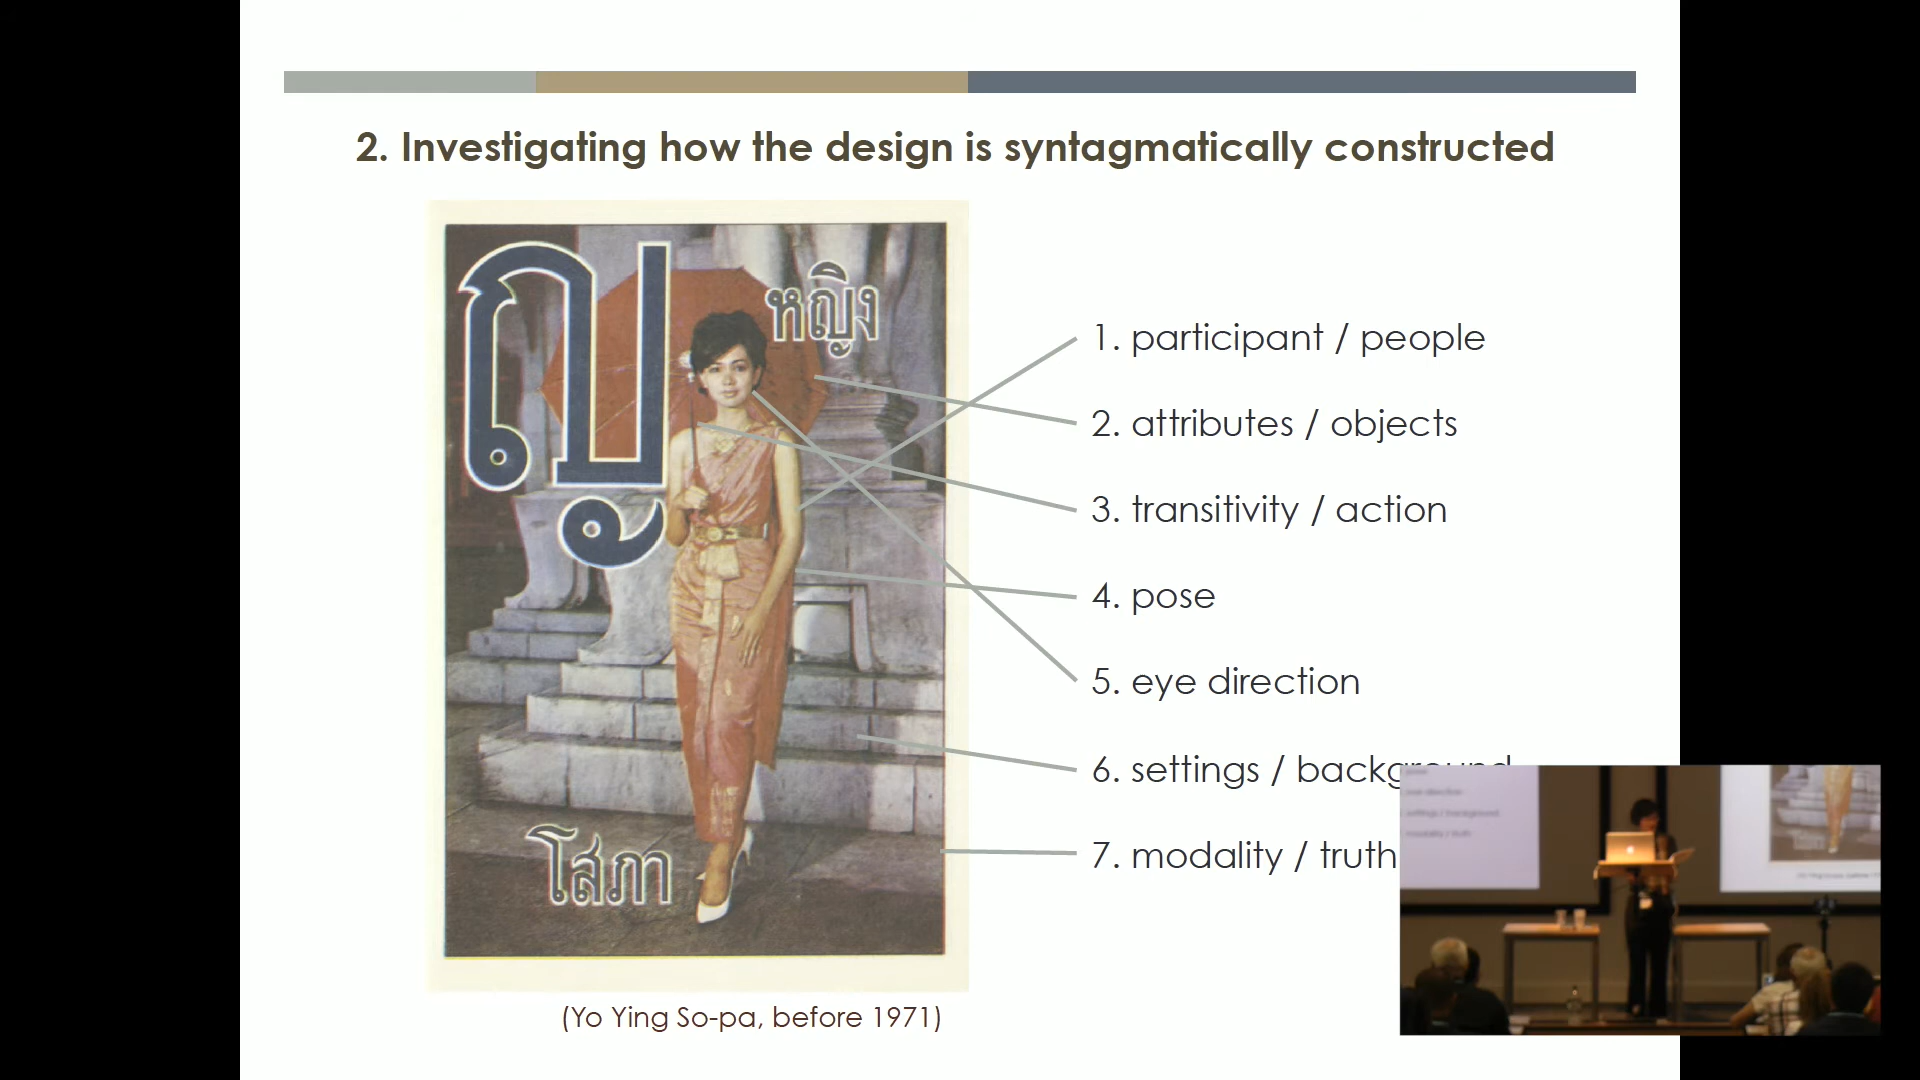 2. Investigating how the design is syntagmatically constructed
ญ
หญิง
โสภา
1. participant / people
2. attributes / objects
3. transitivity / action
4. pose
5. eye direction
6. settings / background
7. modality / truth
(Yo Ying So-pa, before 1971)